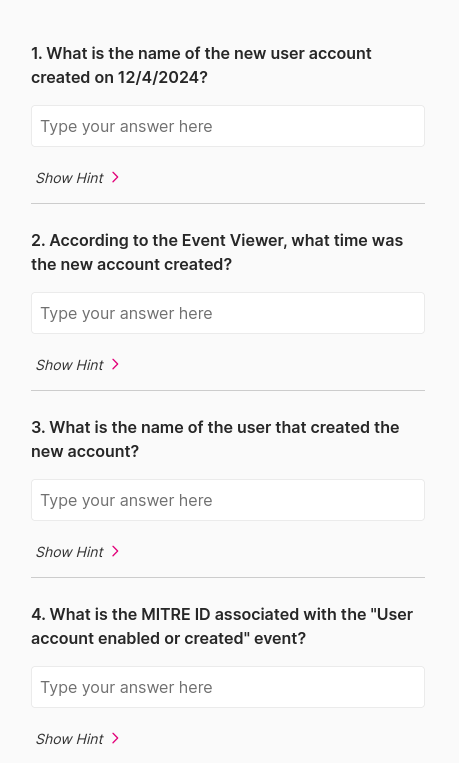 1. What is the name of the new user account
created on 12/4/2024?
Type your answer here
Show Hint
2. According to the Event Viewer, what time was
the new account created?
Type your answer here
Show Hint
3. What is the name of the user that created the
new account?
Type your answer here
Show Hint
4. What is the MITRE ID associated with the "User
account enabled or created" event?
Type your answer here
Show Hint